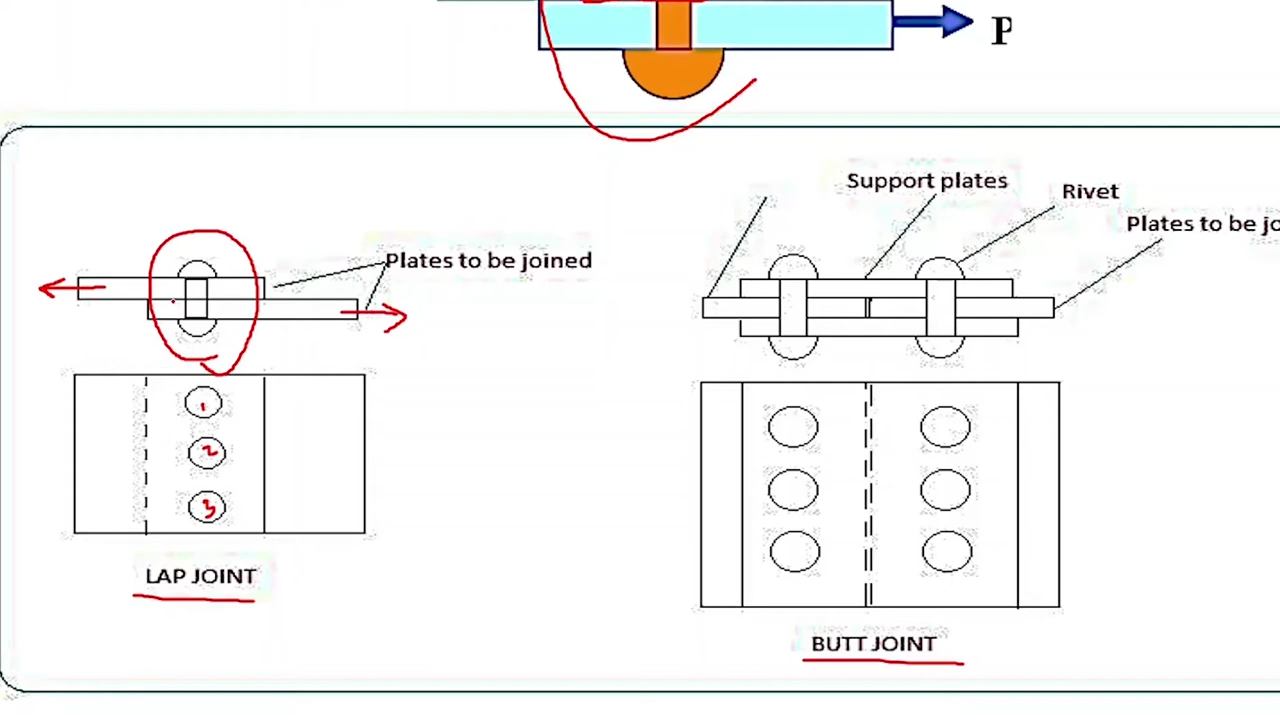 P
Support plates
Rivet
Plates to be jo
Plates to be joined
1
2
3
LAP JOINT
BUTT JOINT